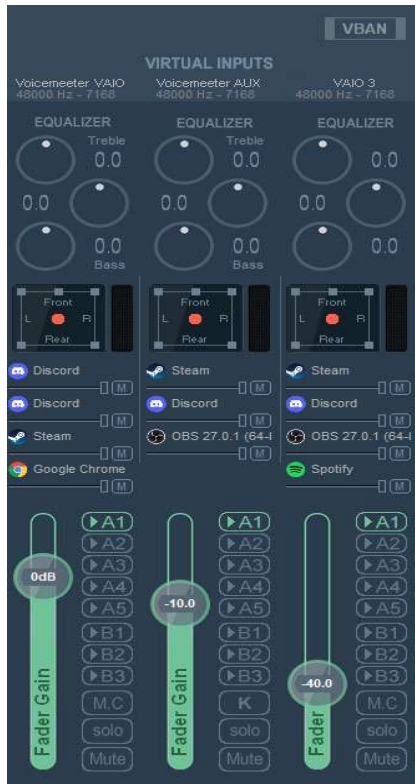 VBAN
VIRTUAL INPUTS
Voicemeeter VAIO Voicemeeter AUX VAIO 3
48000 Hz - 7168 48000 Hz - 7168 48000 Hz - 7168
EQUALIZER EQUALIZER EQUALIZER
Treble Treble
0.0 0.0 0.0
0.0 0.0 0.0
0.0 0.0 0.0
Bass Bass
Front Front Front
L R L R L R
Rear Rear Rear
Discord Steam Steam
M M M
Discord Discord Discord
M M M
Steam OBS 27.0.1 (64-l OBS 27.0.1 (64-l
M M M
Google Chrome Spotify
M M
A1 A1 A1
A2 A2 A2
A3 A3 A3
0dB A4 A4 A4
-10.0 A5 A5 A5
B1 B1 B1
B2 B2 B2
B3 B3 -40.0 B3
Fader Gain M.C Fader Gain K Fader Gain M.C
solo solo solo
Mute Mute Mute